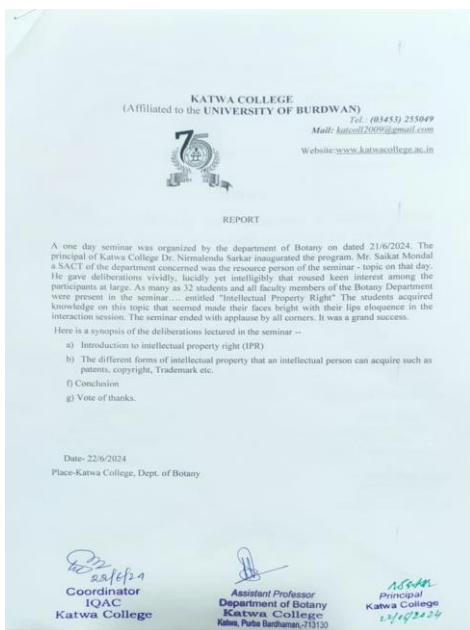 KATWA COLLEGE
(Affiliated to the UNIVERSITY OF BURDWAN)
Tel.: (03453) 255049
Mail: katcoll2009@gmail.com
Website:www.katwacollege.ac.in
75
REPORT
A one day seminar was organized by the department of Botany on dated 21/6/2024. The
principal of Katwa College Dr. Nirmalendu Sarkar inaugurated the program. Mr. Saikat Mondal
a SACT of the department concerned was the resource person of the seminar - topic on that day.
He gave deliberations vividly, lucidly yet intelligibly that roused keen interest among the
participants at large. As many as 32 students and all faculty members of the Botany Department
were present in the seminar.... entitled "Intellectual Property Right" The students acquired
knowledge on this topic that seemed made their faces bright with their lips eloquence in the
interaction session. The seminar ended with applause by all corners. It was a grand success.
Here is a synopsis of the deliberations lectured in the seminar --
a) Introduction to intellectual property right (IPR)
b) The different forms of intellectual property that an intellectual person can acquire such as
patents, copyright, Trademark etc.
f) Conclusion
g) Vote of thanks.
Date- 22/6/2024
Place-Katwa College, Dept. of Botany
22/6/24
Coordinator
IQAC
Katwa College
Assistant Professor
Department of Botany
Katwa College
Katwa, Purba Bardhaman,-713130
Principal
Katwa College
22/06/2024